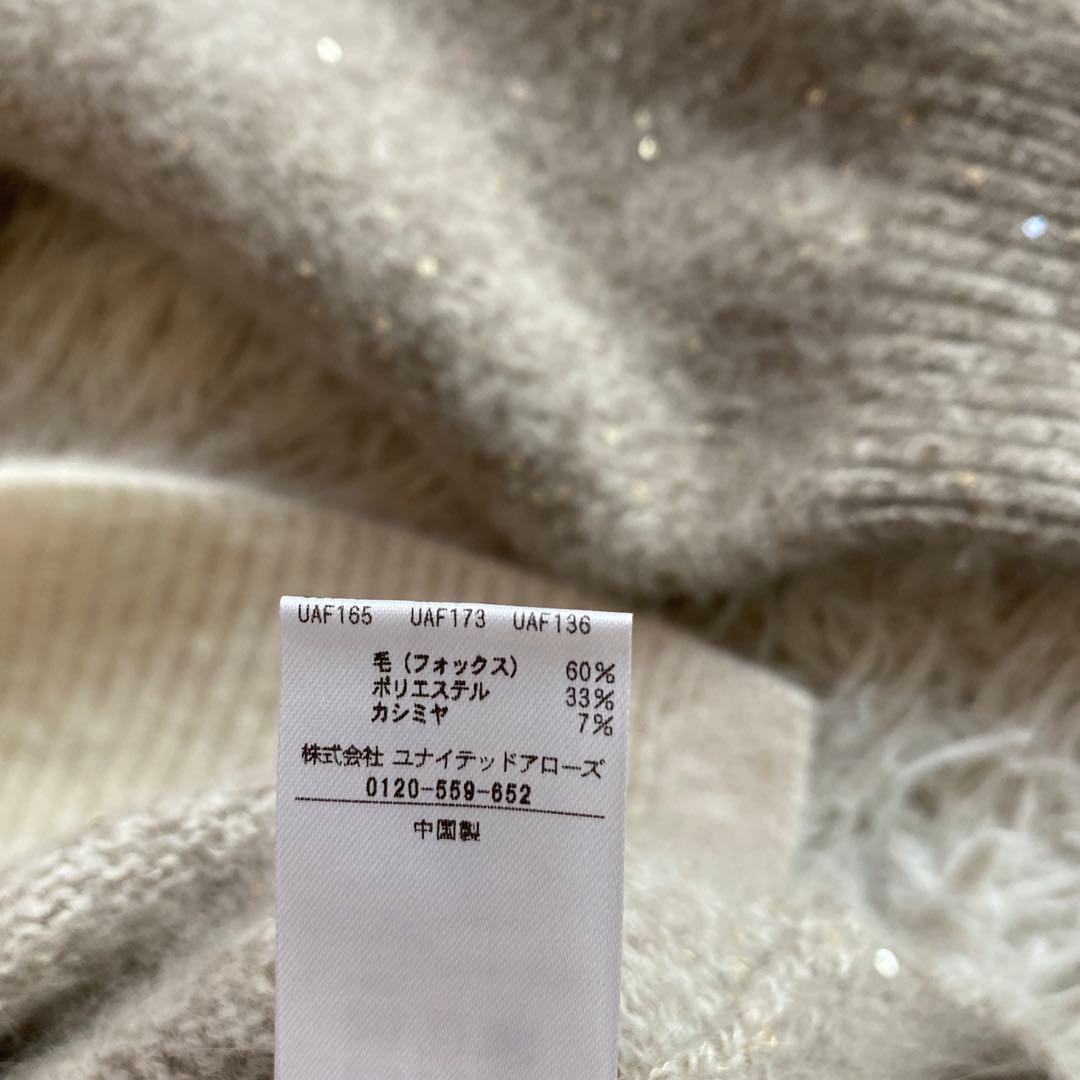 UAF165 UAF173 UAF136
毛(フォックス) 60%
ポリエステル 33%
カシミヤ 7%
株式会社 ユナイテッドアローズ
0120-559-652
中国製